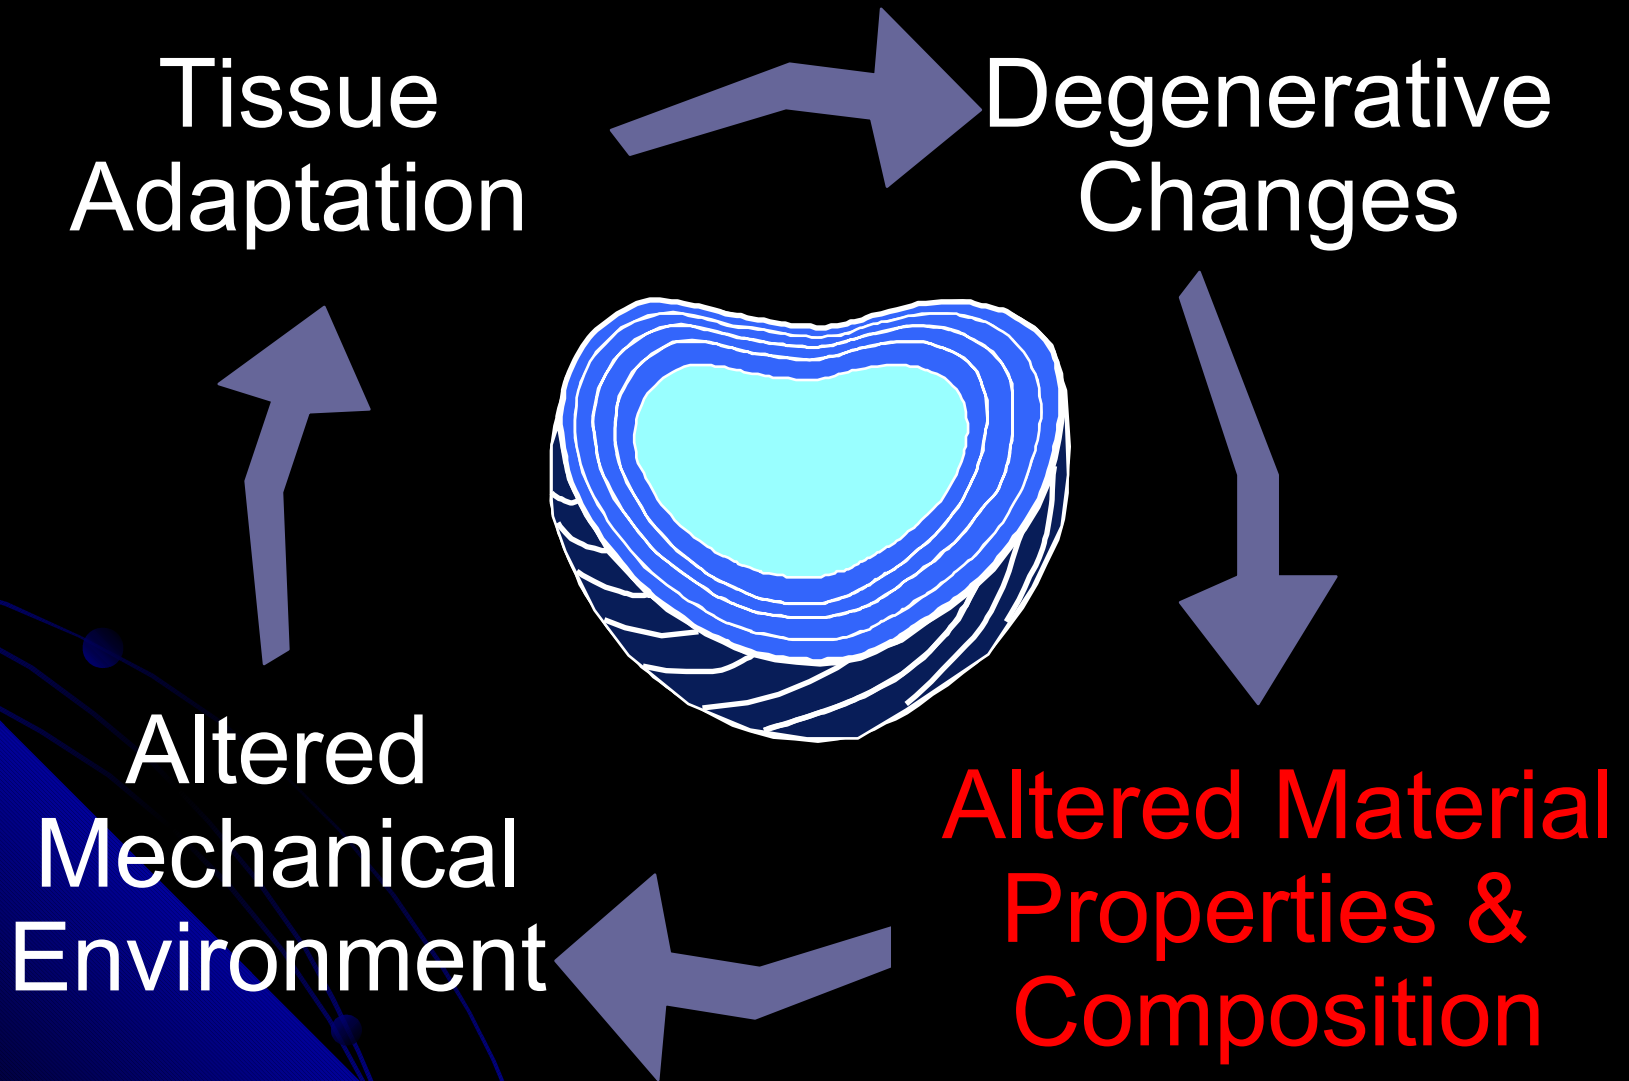 Tissue
Adaptation
Degenerative
Changes
Altered
Mechanical
Environment
Altered Material
Properties &
Composition